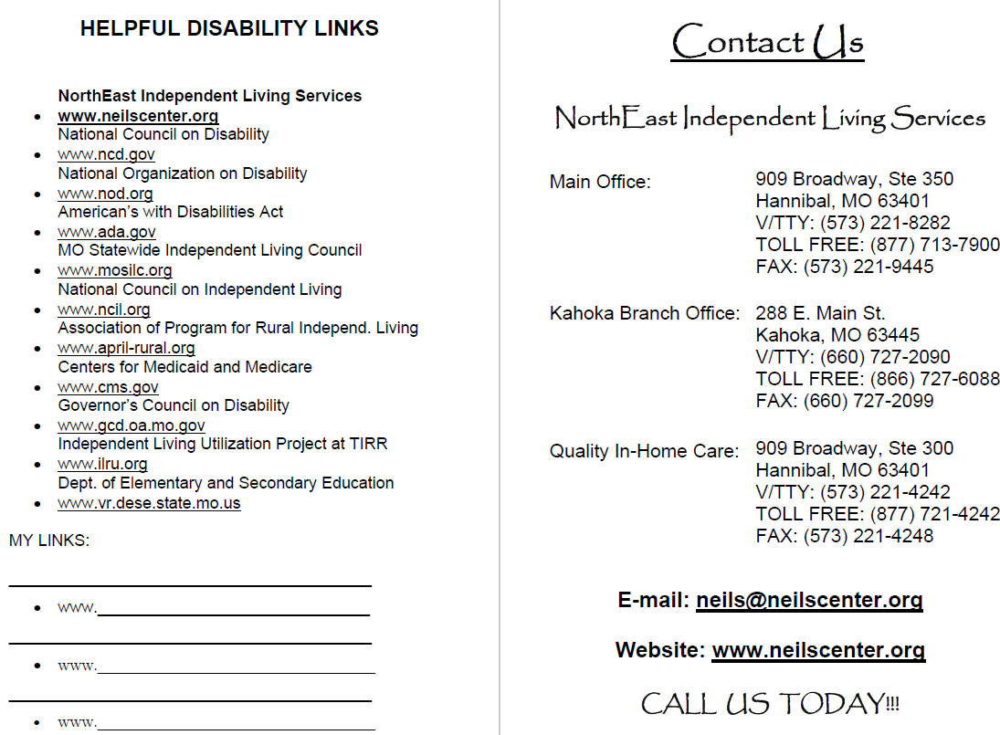 HELPFUL DISABILITY LINKS
NorthEast Independent Living Services
• www.neilscenter.org
National Council on Disability
• www.ncd.gov
National Organization on Disability
• www.nod.org
American's with Disabilities Act
• www.ada.gov
MO Statewide Independent Living Council
• www.mosilc.org
National Council on Independent Living
• www.ncil.org
Association of Program for Rural Independ. Living
• www.april-rural.org
Centers for Medicaid and Medicare
• www.cms.gov
Governor's Council on Disability
• www.gcd.oa.mo.gov
Independent Living Utilization Project at TIRR
• www.ilru.org
Dept. of Elementary and Secondary Education
• www.vr.dese.state.mo.us
MY LINKS:
• www.
• www.
• www.
Contact Us
NorthEast Independent Living Services
Main Office: 909 Broadway, Ste 350
Hannibal, MO 63401
V/TTY: (573) 221-8282
TOLL FREE: (877) 713-7900
FAX: (573) 221-9445
Kahoka Branch Office: 288 E. Main St.
Kahoka, MO 63445
V/TTY: (660) 727-2090
TOLL FREE: (866) 727-6088
FAX: (660) 727-2099
Quality In-Home Care: 909 Broadway, Ste 300
Hannibal, MO 63401
V/TTY: (573) 221-4242
TOLL FREE: (877) 721-4242
FAX: (573) 221-4248
E-mail: neils@neilscenter.org
Website: www.neilscenter.org
CALL US TODAY!!!